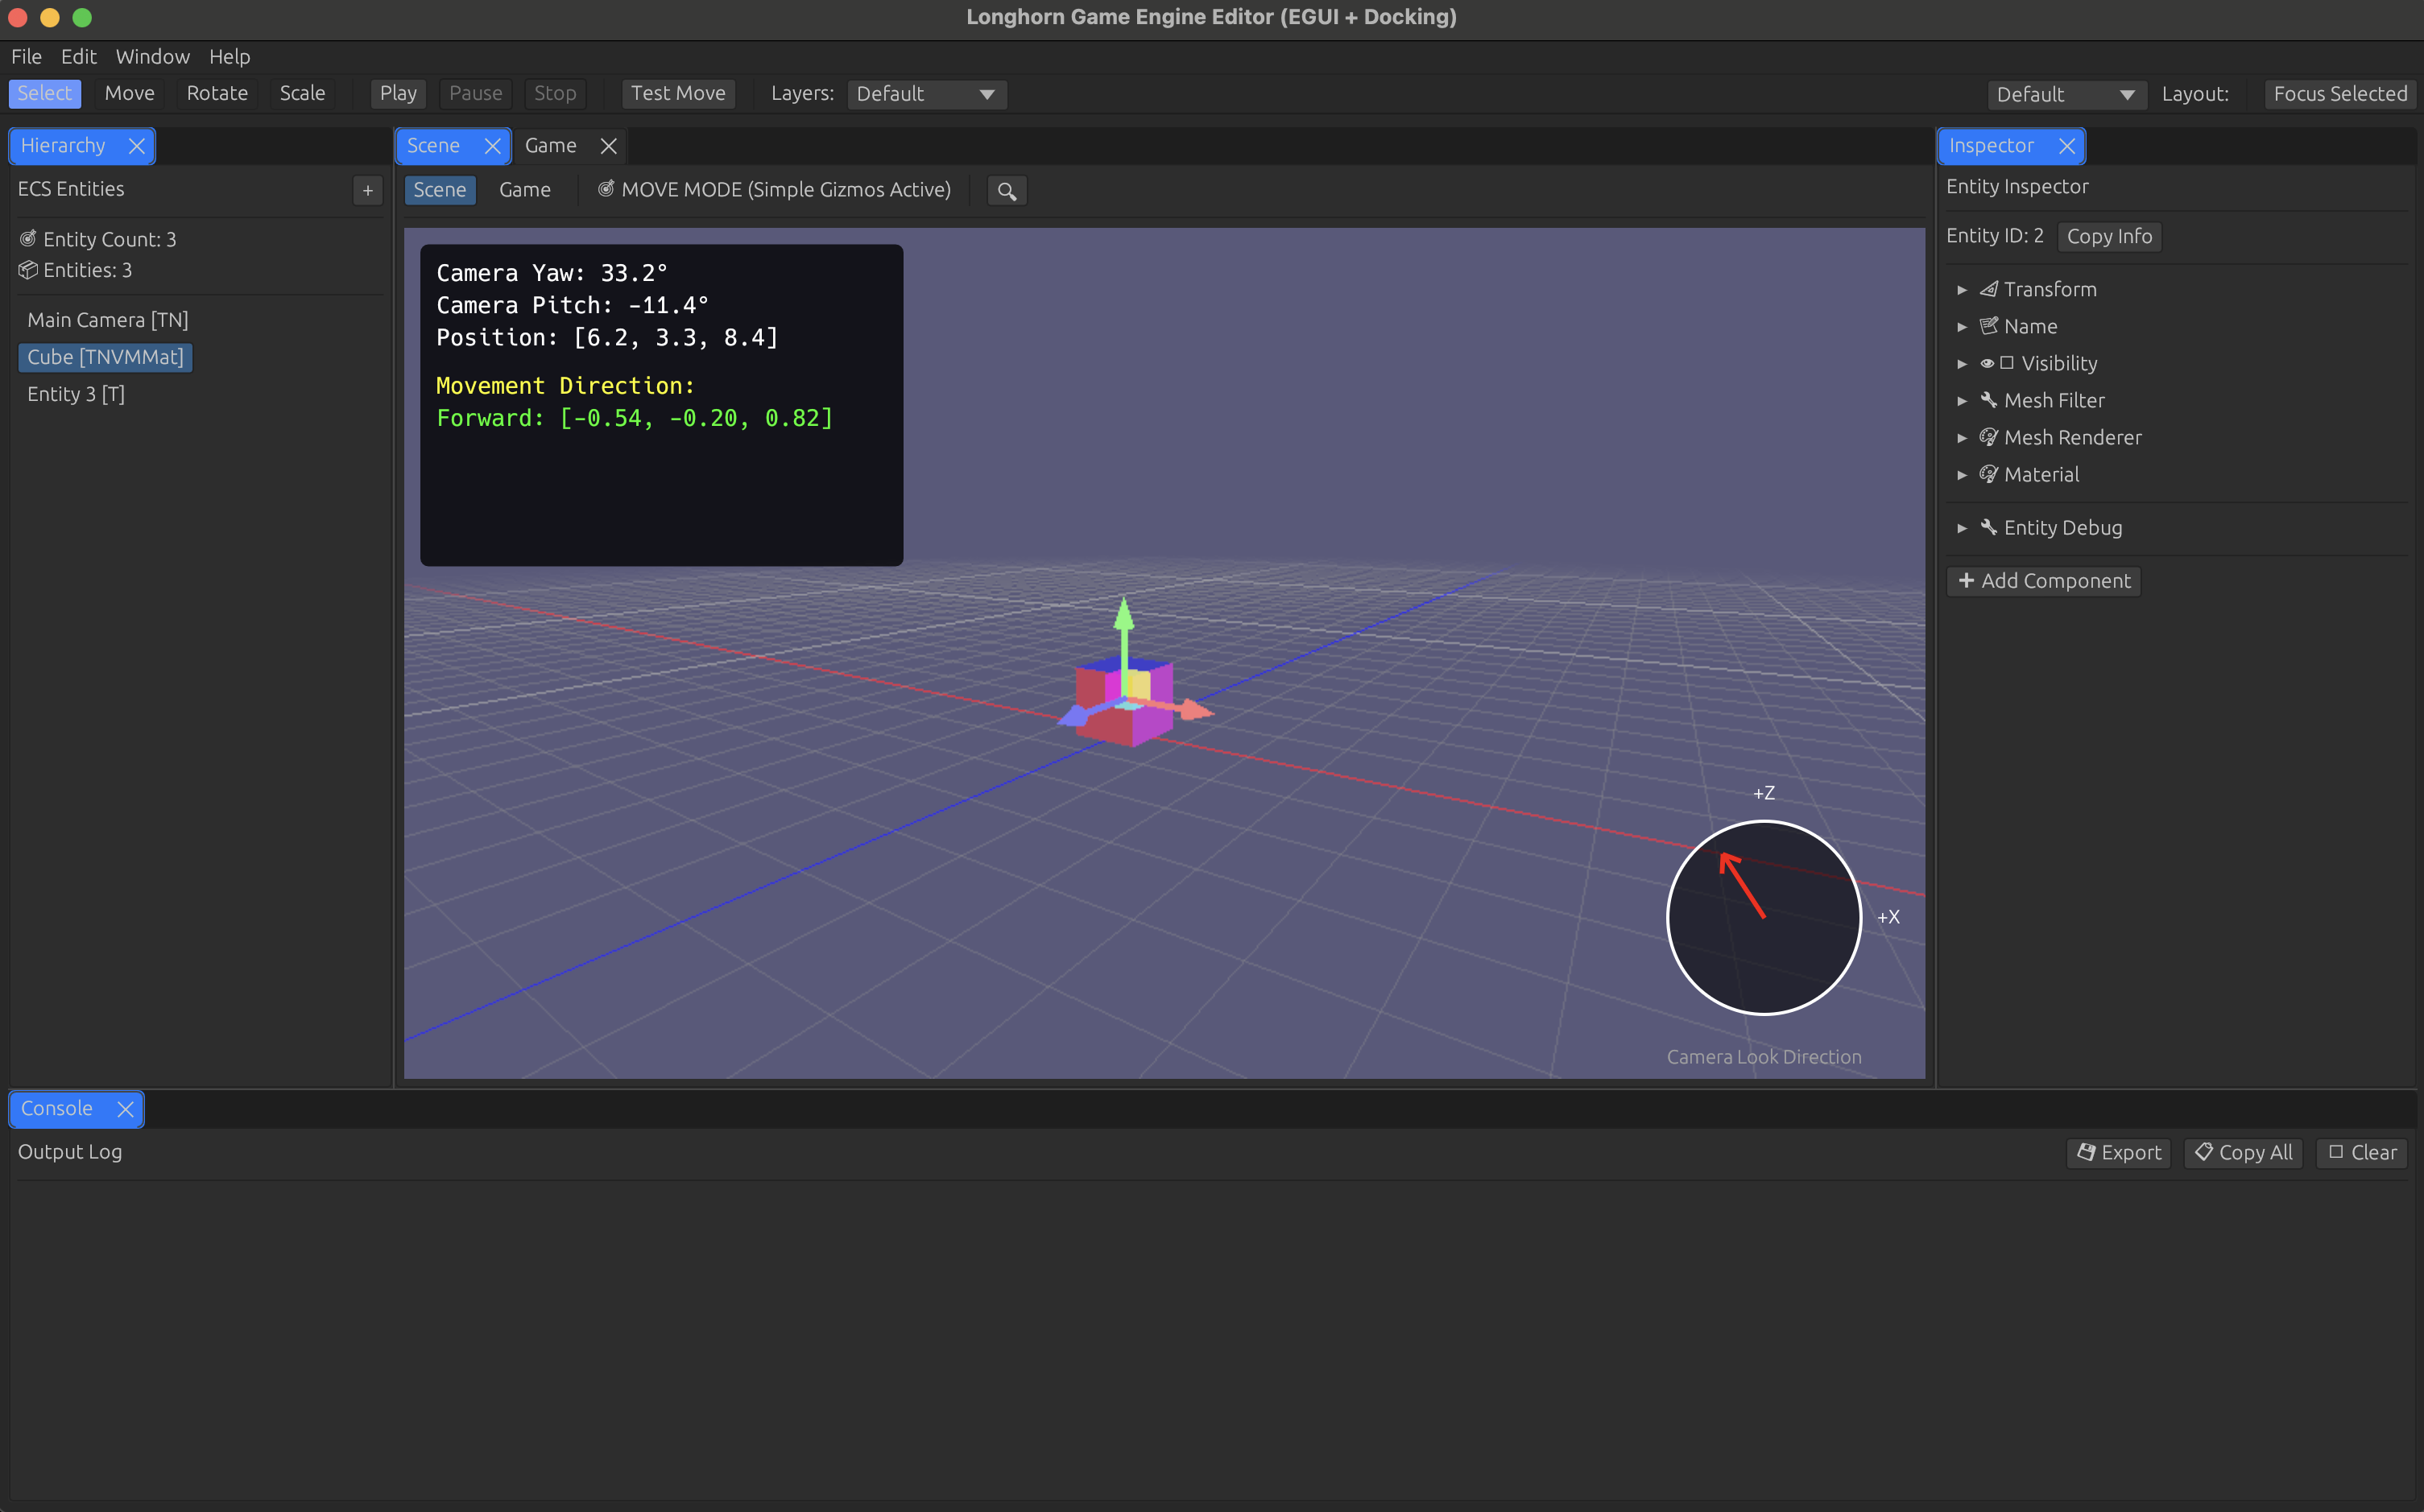 Longhorn Game Engine Editor (EGUI + Docking)
File Edit Window Help
Select Move Rotate Scale Play Pause Stop Test Move Layers: Default Default Layout: Focus Selected
Hierarchy
ECS Entities +
Entity Count: 3
Entities: 3
Main Camera [TN]
Cube [TNVMMat]
Entity 3 [T]
Scene Game
Scene Game MOVE MODE (Simple Gizmos Active)
Camera Yaw: 33.2°
Camera Pitch: -11.4°
Position: [6.2, 3.3, 8.4]
Movement Direction:
Forward: [-0.54, -0.20, 0.82]
+Z
+X
Camera Look Direction
Inspector
Entity Inspector
Entity ID: 2 Copy Info
Transform
Name
Visibility
Mesh Filter
Mesh Renderer
Material
Entity Debug
+ Add Component
Console
Output Log Export Copy All Clear